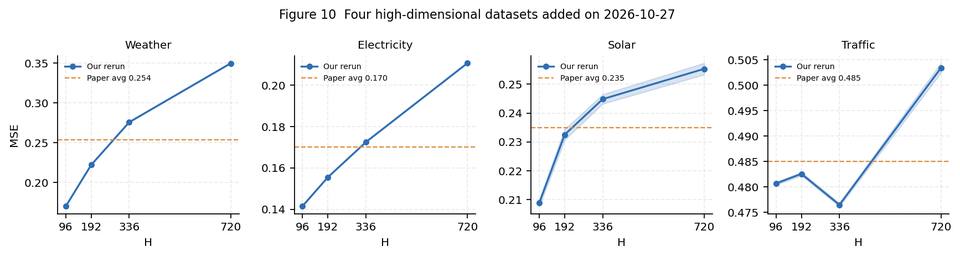 Figure 10 Four high-dimensional datasets added on 2026-10-27
Weather
MSE
0.35
0.30
0.25
0.20
Our rerun
Paper avg 0.254
96 192 336 720
H
Electricity
0.20
0.18
0.16
0.14
Our rerun
Paper avg 0.170
96 192 336 720
H
Solar
0.25
0.24
0.23
0.22
0.21
Our rerun
Paper avg 0.235
96 192 336 720
H
Traffic
0.505
0.500
0.495
0.490
0.485
0.480
0.475
Our rerun
Paper avg 0.485
96 192 336 720
H